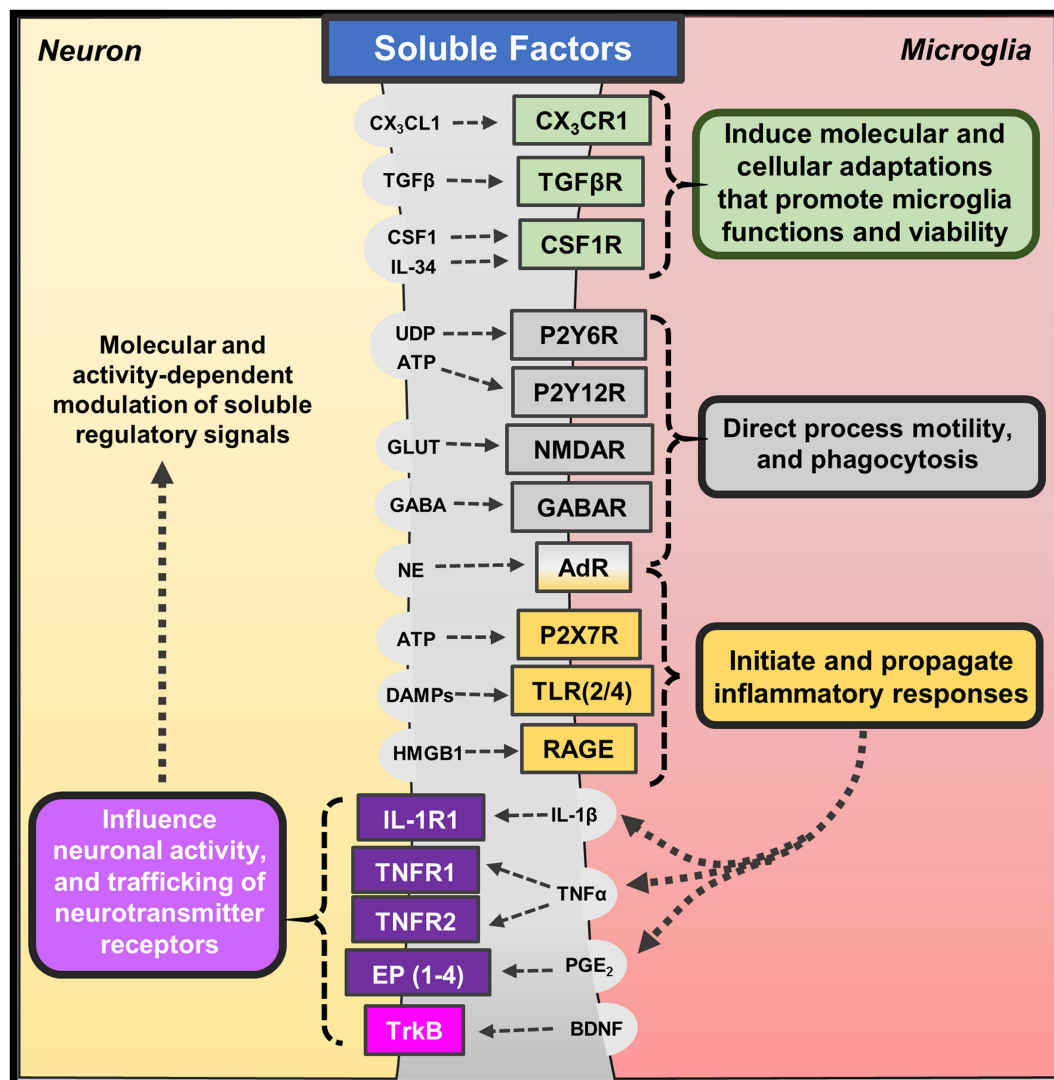 Neuron
Soluble Factors
Microglia
CX₃CL1
CX₃CR1
TGFβ
TGFβR
CSF1
IL-34
CSF1R
Induce molecular and
cellular adaptations
that promote microglia
functions and viability
UDP
ATP
P2Y6R
P2Y12R
GLUT
NMDAR
GABA
GABAR
NE
AdR
Direct process motility,
and phagocytosis
Molecular and
activity-dependent
modulation of soluble
regulatory signals
ATP
P2X7R
DAMPs
TLR(2/4)
HMGB1
RAGE
Initiate and propagate
inflammatory responses
IL-1R1
IL-1β
TNFR1
TNFR2
TNFα
EP (1-4)
PGE₂
TrkB
BDNF
Influence
neuronal activity,
and trafficking of
neurotransmitter
receptors